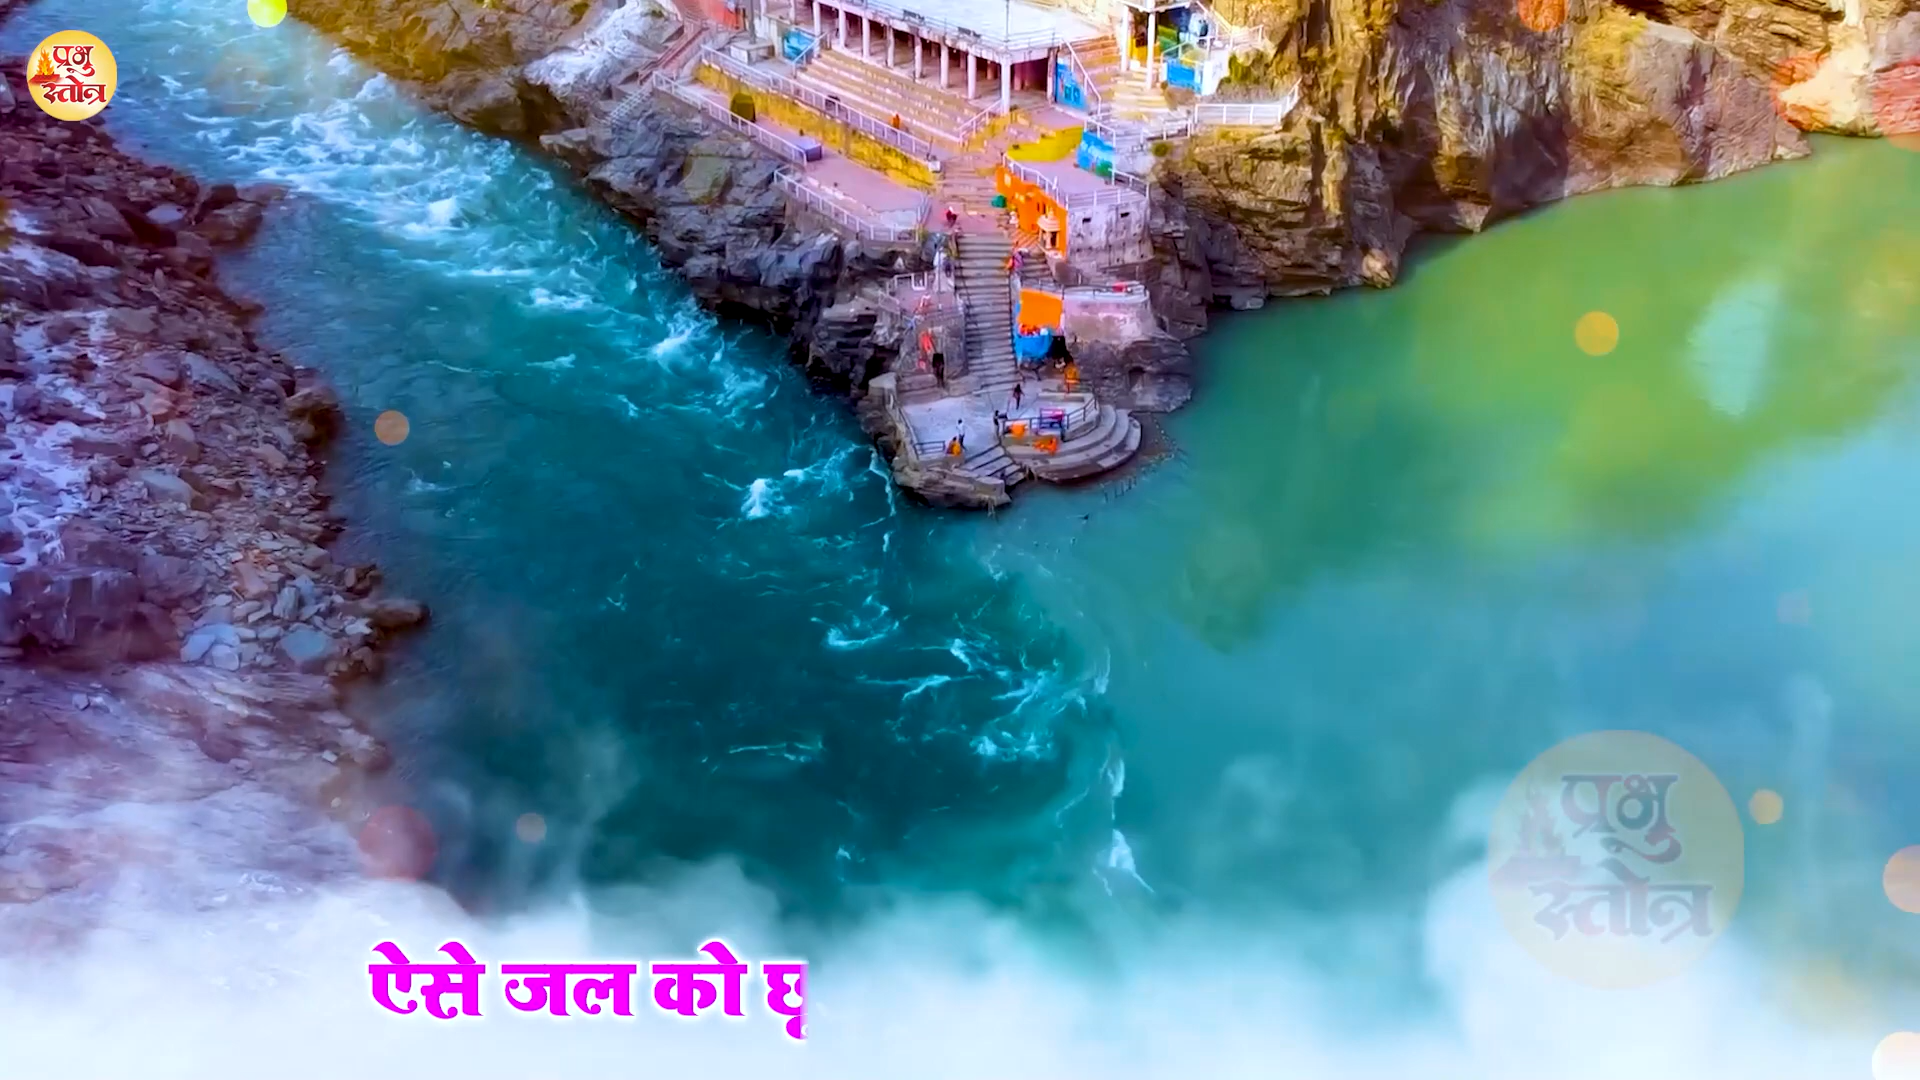 प्रभु
स्तोत्र
ऐसे जल को छू
प्रभु
स्तोत्र